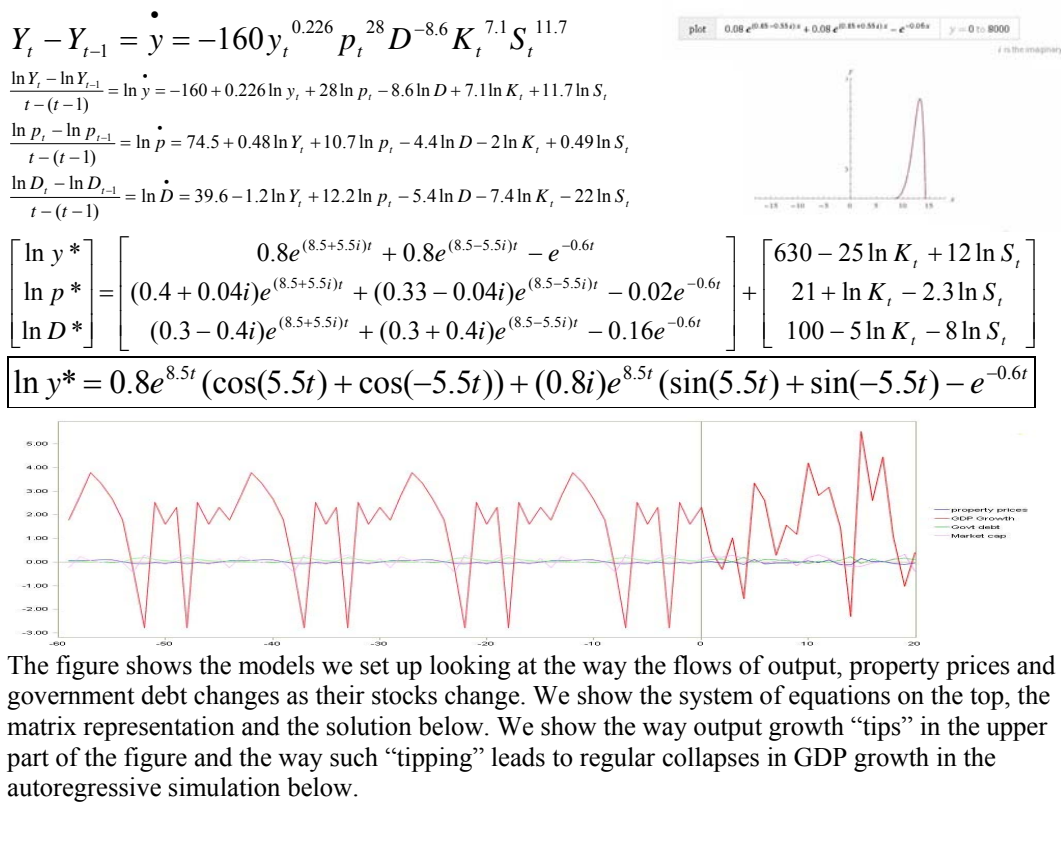 Y_t − Y_{t−1} = ẏ = −160 y_t^{0.226} p_t^{28} D^{−8.6} K_t^{7.1} S_t^{11.7}
plot 0.08 e^{(0.85−0.55i)x} + 0.08 e^{(0.85+0.55i)x} − e^{−0.06x} y = 0 to 8000
i is the imaginary
(ln Y_t − ln Y_{t−1}) / (t − (t − 1)) = ln ẏ = −160 + 0.226 ln y_t + 28 ln p_t − 8.6 ln D + 7.1 ln K_t + 11.7 ln S_t
(ln p_t − ln p_{t−1}) / (t − (t − 1)) = ln ṗ = 74.5 + 0.48 ln Y_t + 10.7 ln p_t − 4.4 ln D − 2 ln K_t + 0.49 ln S_t
(ln D_t − ln D_{t−1}) / (t − (t − 1)) = ln Ḋ = 39.6 − 1.2 ln Y_t + 12.2 ln p_t − 5.4 ln D − 7.4 ln K_t − 22 ln S_t
y
5
-15 -10 -5 0 5 10 15 x
[ln y *] [0.8e^{(8.5+5.5i)t} + 0.8e^{(8.5−5.5i)t} − e^{−0.6t}] [630 − 25 ln K_t + 12 ln S_t]
[ln p *] = [(0.4 + 0.04i)e^{(8.5+5.5i)t} + (0.33 − 0.04i)e^{(8.5−5.5i)t} − 0.02e^{−0.6t}] + [21 + ln K_t − 2.3 ln S_t]
[ln D *] [(0.3 − 0.4i)e^{(8.5+5.5i)t} + (0.3 + 0.4i)e^{(8.5−5.5i)t} − 0.16e^{−0.6t}] [100 − 5 ln K_t − 8 ln S_t]
ln y* = 0.8e^{8.5t} (cos(5.5t) + cos(−5.5t)) + (0.8i)e^{8.5t} (sin(5.5t) + sin(−5.5t) − e^{−0.6t}
5.00
4.00
3.00
2.00
1.00
0.00
-1.00
-2.00
-3.00
-60 -50 -40 -30 -20 -10 0 10 20
property prices
GDP Growth
Govt debt
Market cap
The figure shows the models we set up looking at the way the flows of output, property prices and
government debt changes as their stocks change. We show the system of equations on the top, the
matrix representation and the solution below. We show the way output growth “tips” in the upper
part of the figure and the way such “tipping” leads to regular collapses in GDP growth in the
autoregressive simulation below.